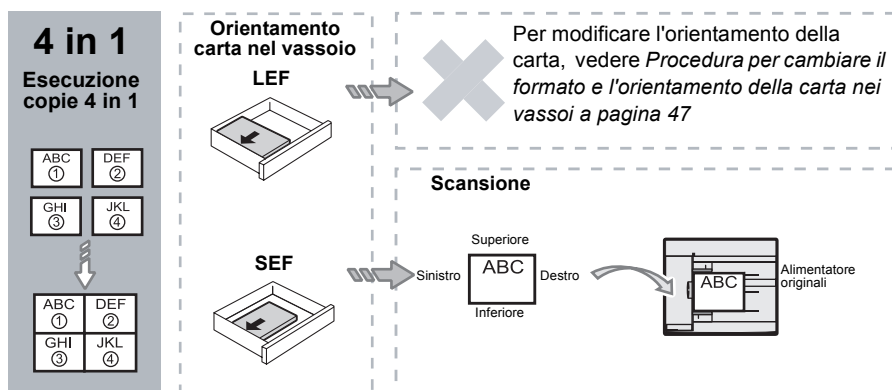 4 in 1
Esecuzione
copie 4 in 1
ABC
①
DEF
②
GHI
③
JKL
④
ABC
①
DEF
②
GHI
③
JKL
④
Orientamento
carta nel vassoio
LEF
SEF
Per modificare l'orientamento della
carta, vedere Procedura per cambiare il
formato e l'orientamento della carta nei
vassoi a pagina 47
Scansione
Superiore
Sinistro
ABC
Destro
Inferiore
ABC
Alimentatore
originali